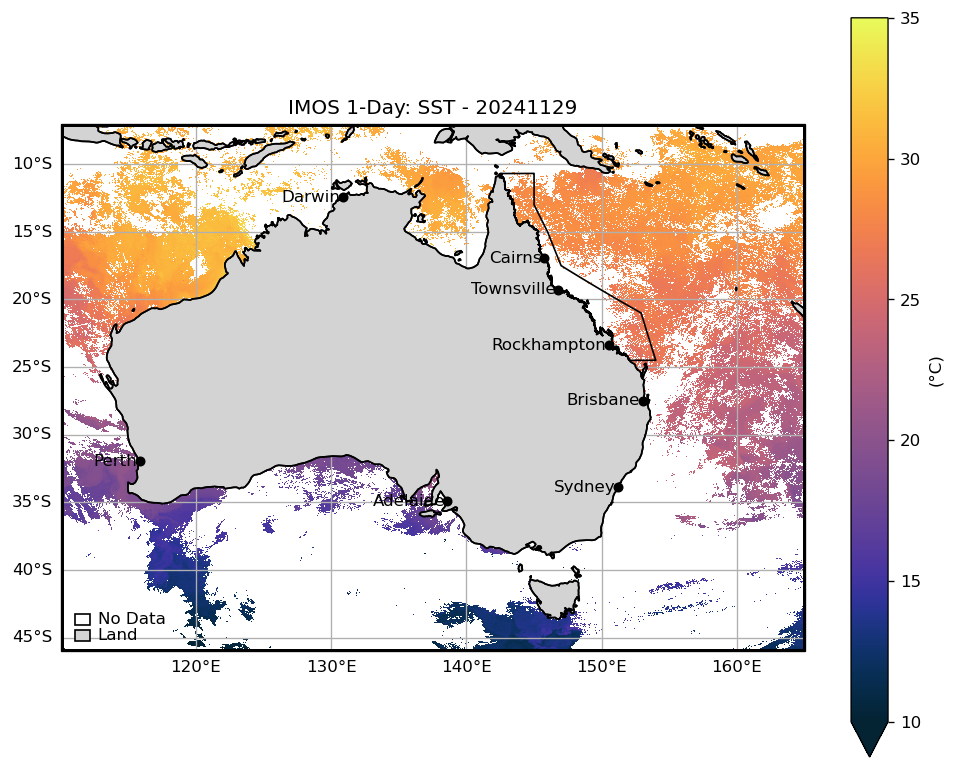 IMOS 1-Day: SST - 20241129
35
30
25
20
15
10
(°C)
10°S
15°S
20°S
25°S
30°S
35°S
40°S
45°S
Darwin
Cairns
Townsville
Rockhampton
Brisbane
Perth
Sydney
Adelaide
No Data
Land
120°E
130°E
140°E
150°E
160°E